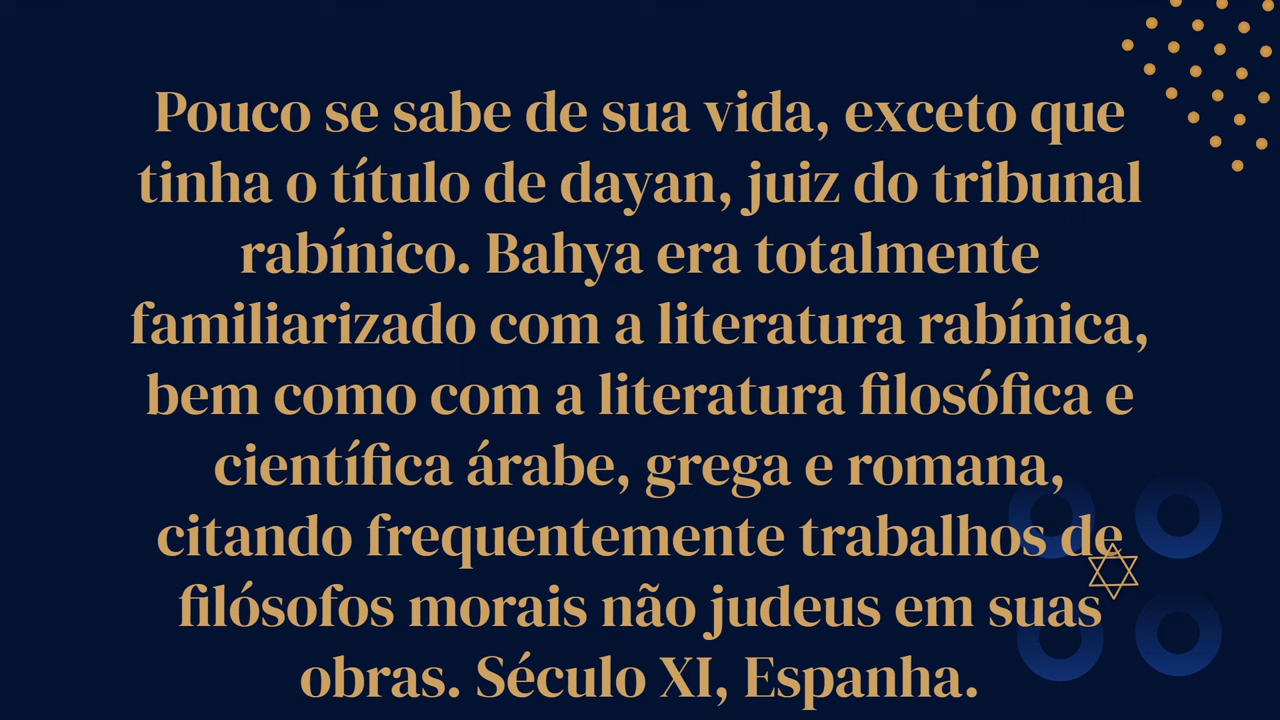 Pouco se sabe de sua vida, exceto que
tinha o título de dayan, juiz do tribunal
rabínico. Bahya era totalmente
familiarizado com a literatura rabínica,
bem como com a literatura filosófica e
científica árabe, grega e romana,
citando frequentemente trabalhos de
filósofos morais não judeus em suas
obras. Século XI, Espanha.